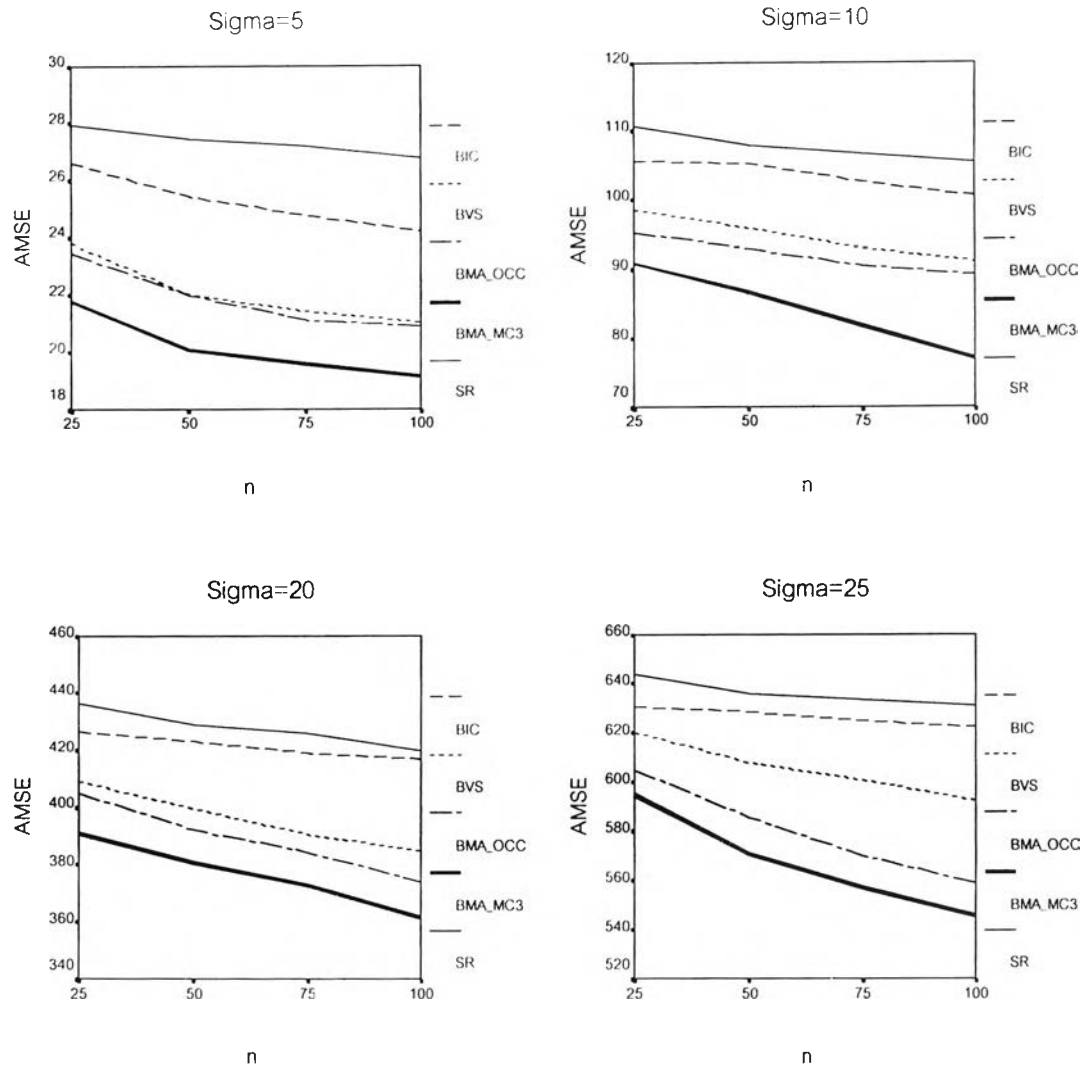 Sigma=5
30
28
26
24
22
20
18
AMSE
25
50
75
100
n
BIC
BVS
BMA_OCC
BMA_MC3
SR
Sigma=10
120
110
100
90
80
70
AMSE
25
50
75
100
n
BIC
BVS
BMA_OCC
BMA_MC3
SR
Sigma=20
460
440
420
400
380
360
340
AMSE
25
50
75
100
n
BIC
BVS
BMA_OCC
BMA_MC3
SR
Sigma=25
660
640
620
600
580
560
540
520
AMSE
25
50
75
100
n
BIC
BVS
BMA_OCC
BMA_MC3
SR